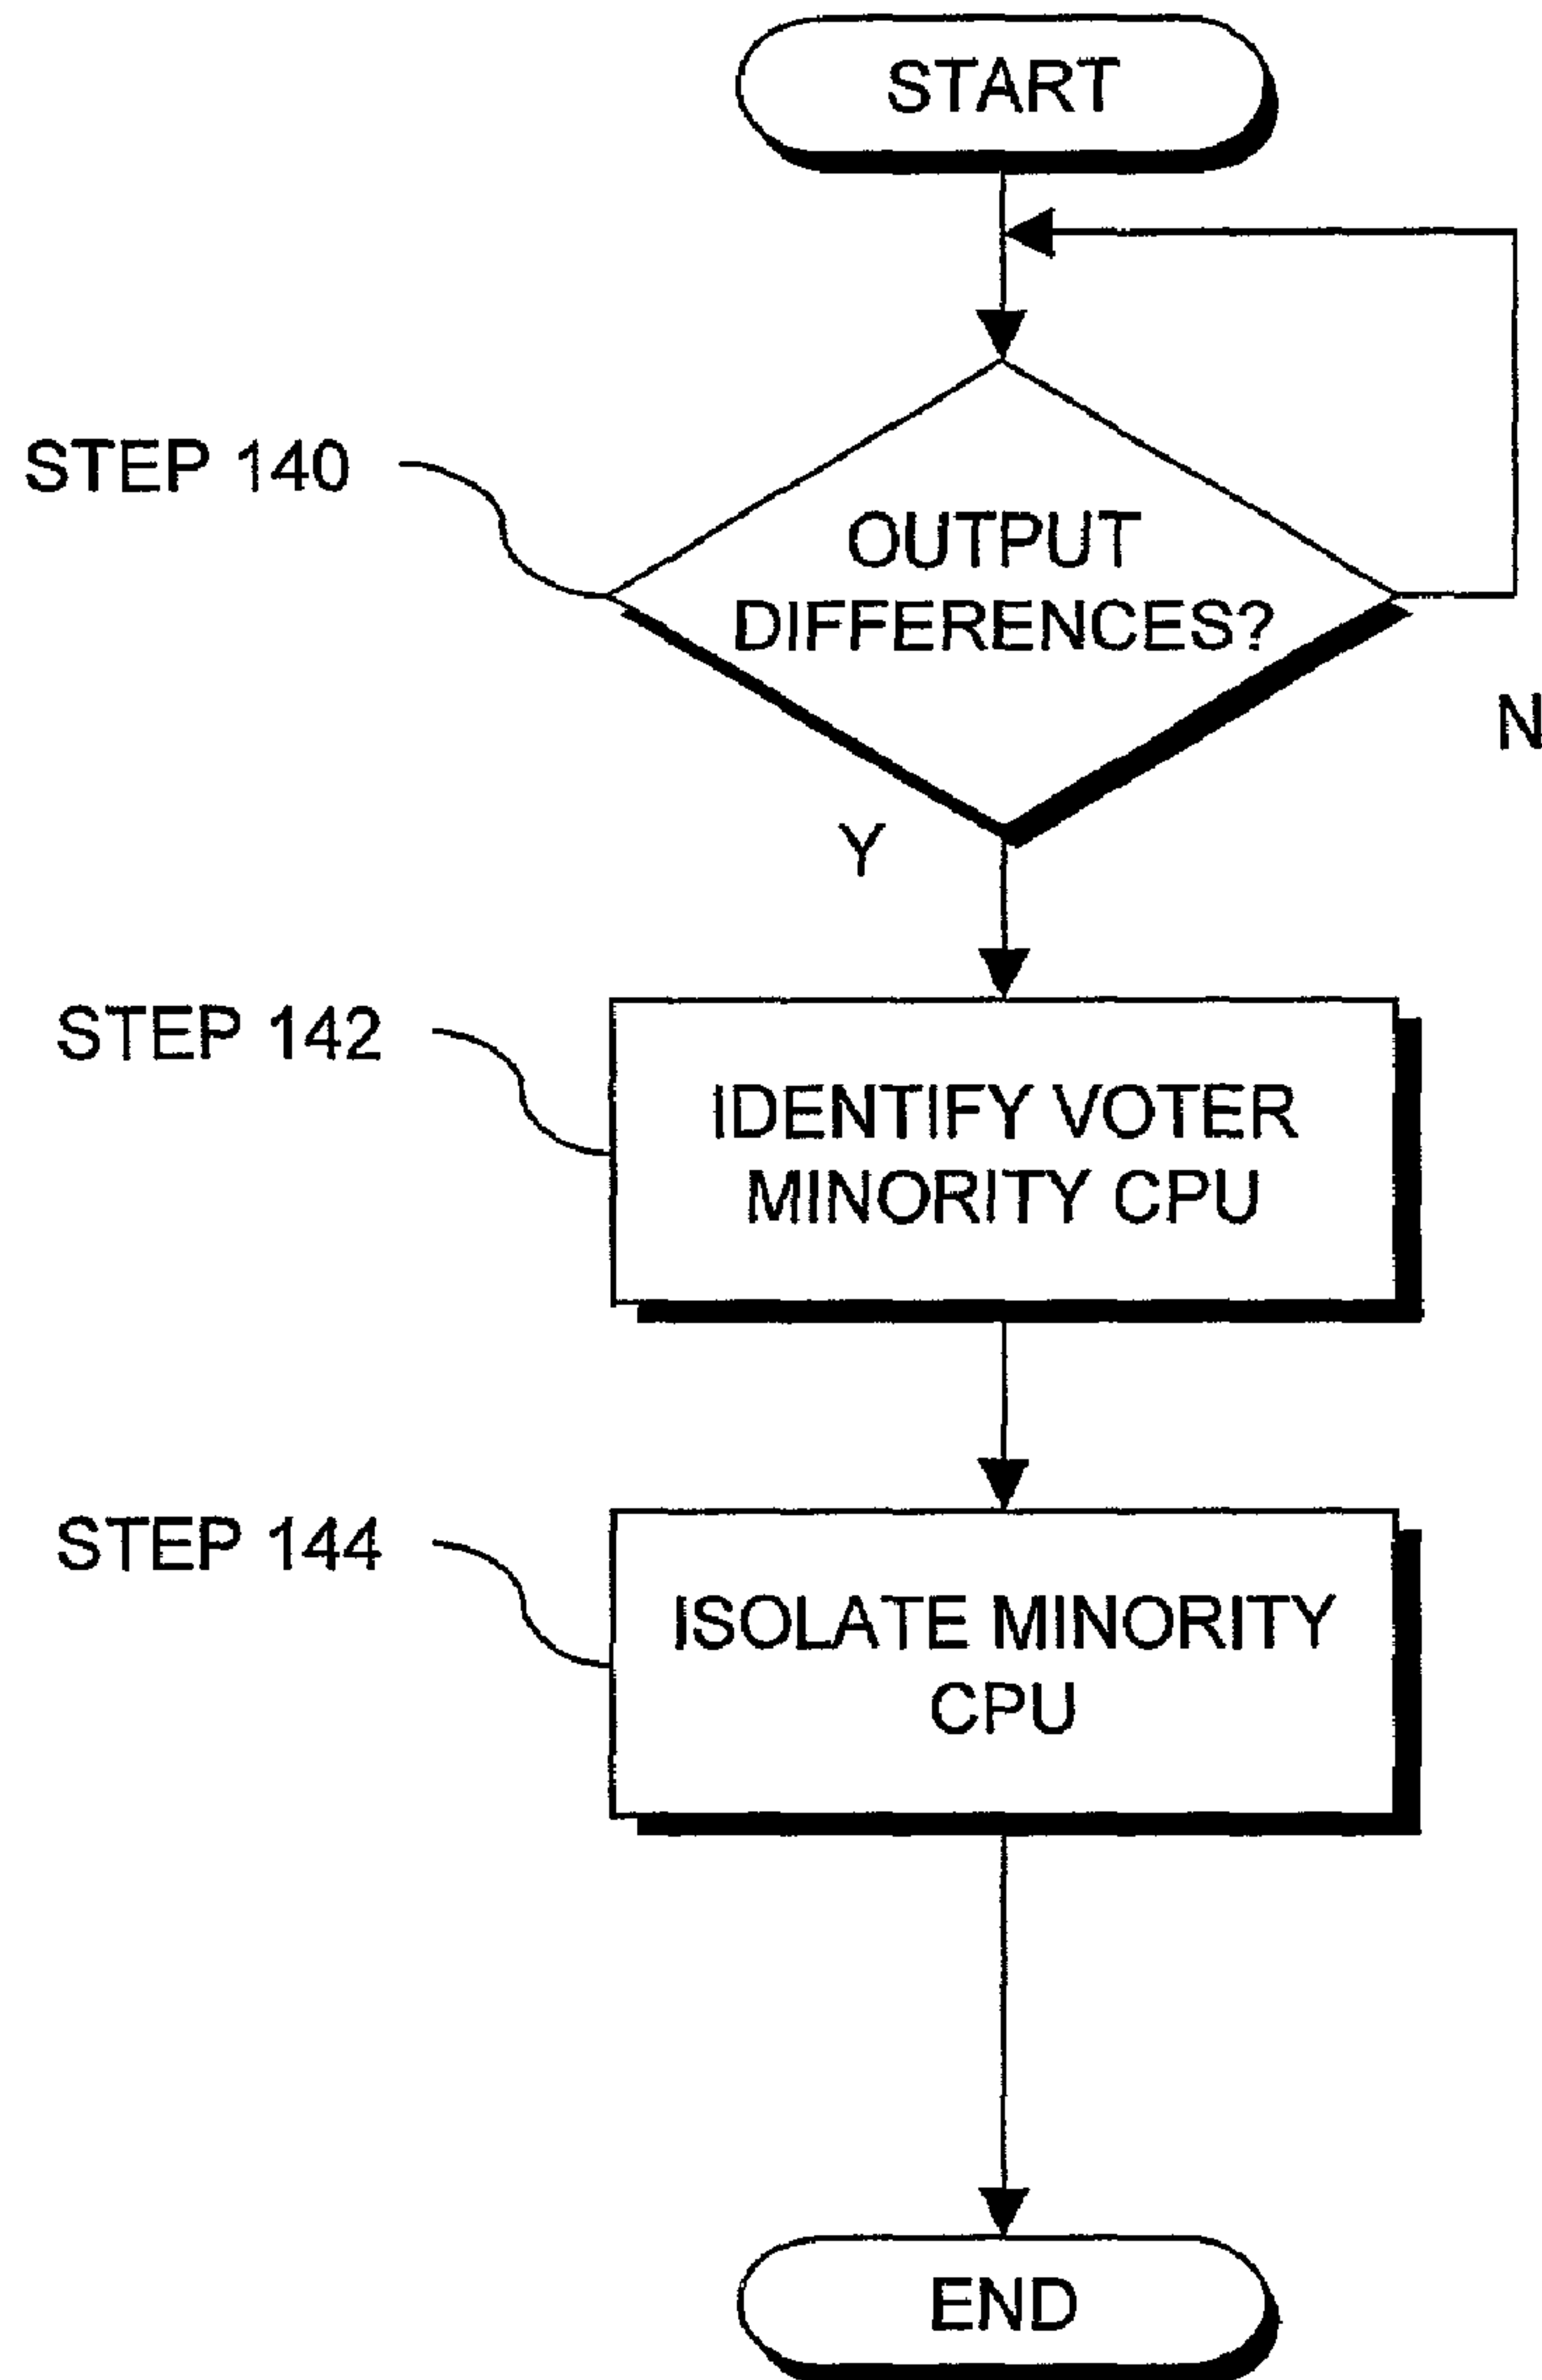 START
STEP 140
OUTPUT
DIFFERENCES?
N
Y
STEP 142
IDENTIFY VOTER
MINORITY CPU
STEP 144
ISOLATE MINORITY
CPU
END